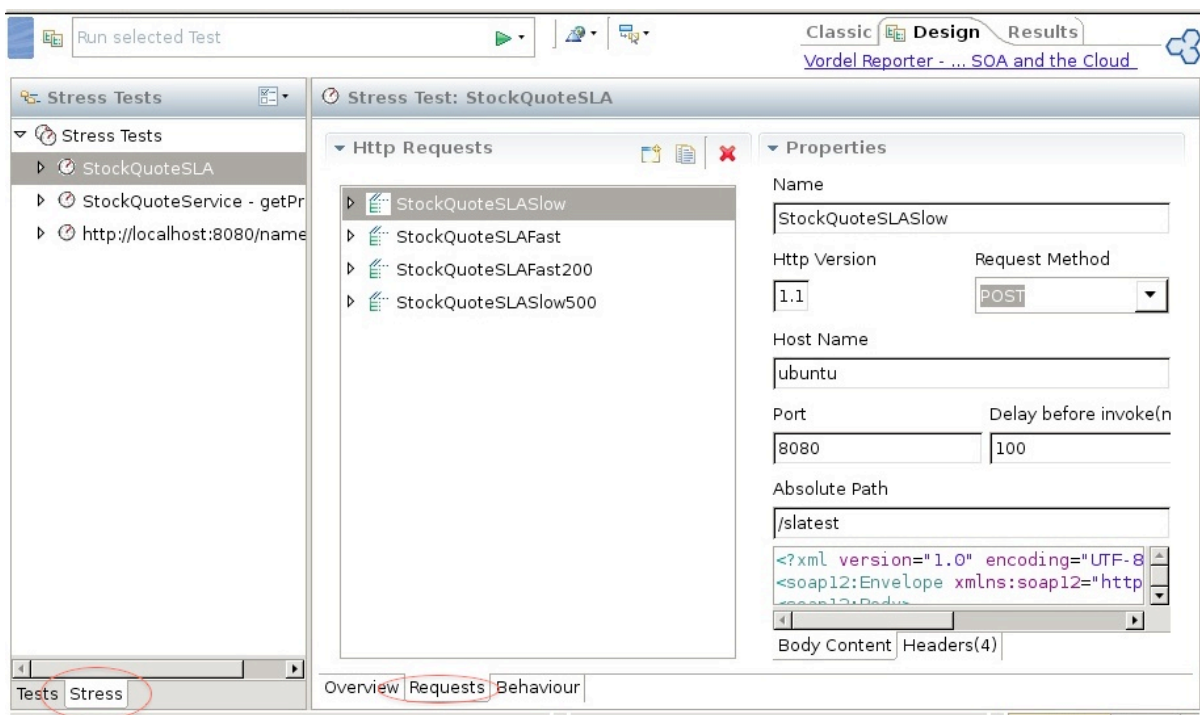 Run selected Test
Classic Design Results
Vordel Reporter - ... SOA and the Cloud
Stress Tests
Stress Tests
StockQuoteSLA
StockQuoteService - getPr
http://localhost:8080/name
Tests Stress
Stress Test: StockQuoteSLA
Http Requests
StockQuoteSLASlow
StockQuoteSLAFast
StockQuoteSLAFast200
StockQuoteSLASlow500
Properties
Name
StockQuoteSLASlow
Http Version Request Method
1.1 POST
Host Name
ubuntu
Port Delay before invoke(n
8080 100
Absolute Path
/slatest
<?xml version="1.0" encoding="UTF-8
<soap12:Envelope xmlns:soap12="http
<soap12:Body>
Body Content Headers(4)
Overview Requests Behaviour